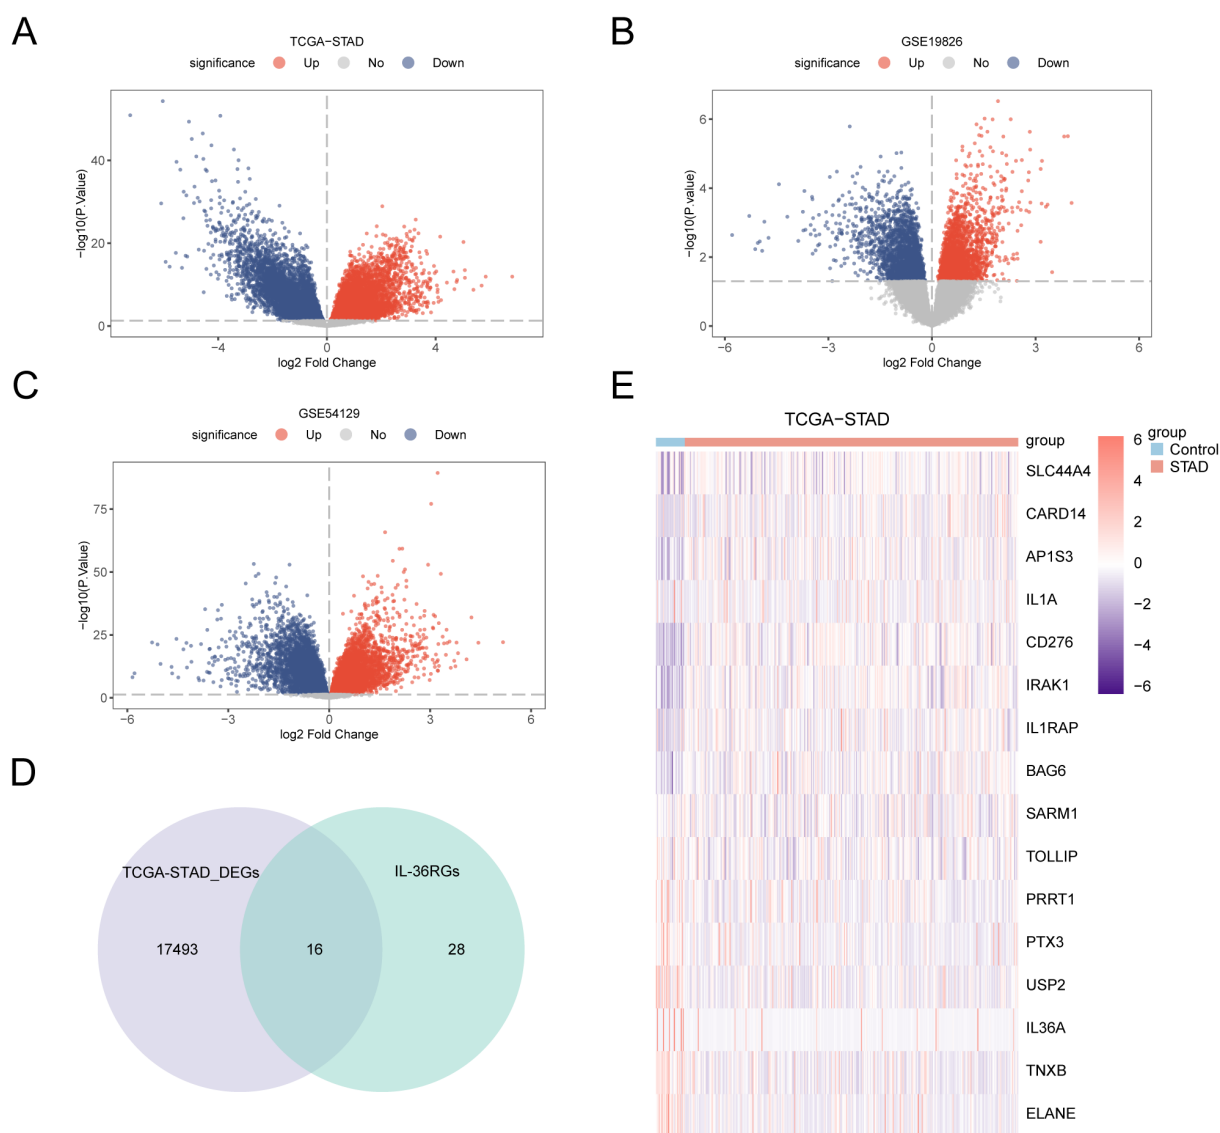 A
TCGA−STAD
significance Up No Down
−log10(P.Value)
40
20
0
−4 0 4
log2 Fold Change
B
GSE19826
significance Up No Down
−log10(P.value)
6
4
2
0
−6 −3 0 3 6
log2 Fold Change
C
GSE54129
significance Up No Down
−log10(P.Value)
75
50
25
0
−6 −3 0 3 6
log2 Fold Change
D
TCGA-STAD_DEGs
IL-36RGs
17493 16 28
E
TCGA−STAD
group
SLC44A4
CARD14
AP1S3
IL1A
CD276
IRAK1
IL1RAP
BAG6
SARM1
TOLLIP
PRRT1
PTX3
USP2
IL36A
TNXB
ELANE
6
4
2
0
−2
−4
−6
group
Control
STAD